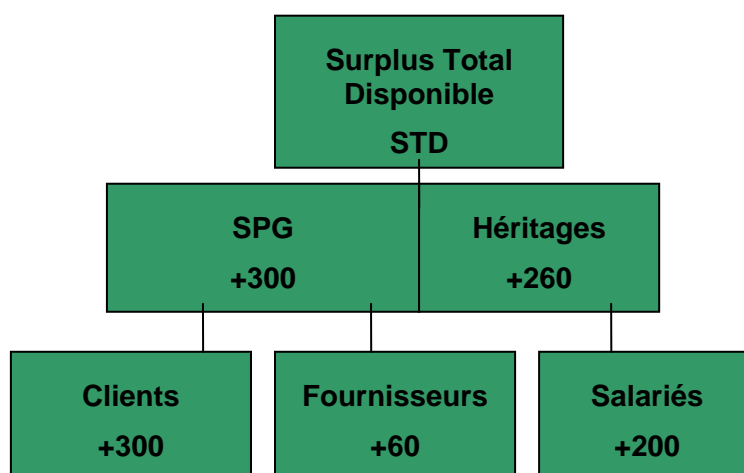 Surplus Total
Disponible
STD
SPG
+300
Héritages
+260
Clients
+300
Fournisseurs
+60
Salariés
+200